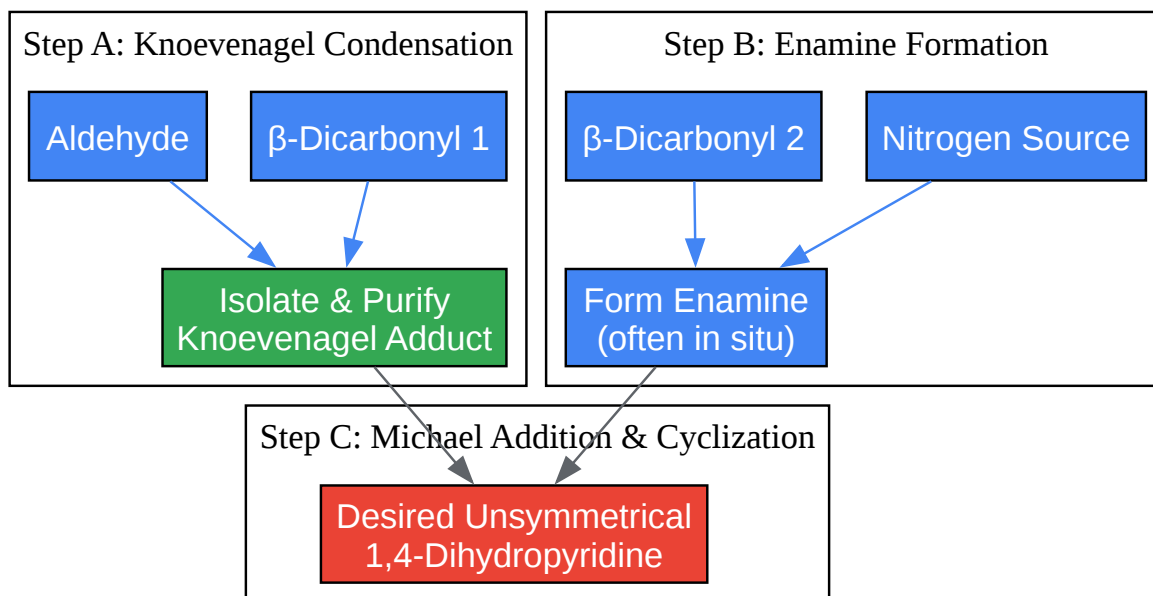 Step A: Knoevenagel Condensation
Aldehyde
β-Dicarbonyl 1
Isolate & Purify
Knoevenagel Adduct
Step B: Enamine Formation
β-Dicarbonyl 2
Nitrogen Source
Form Enamine
(often in situ)
Step C: Michael Addition & Cyclization
Desired Unsymmetrical
1,4-Dihydropyridine